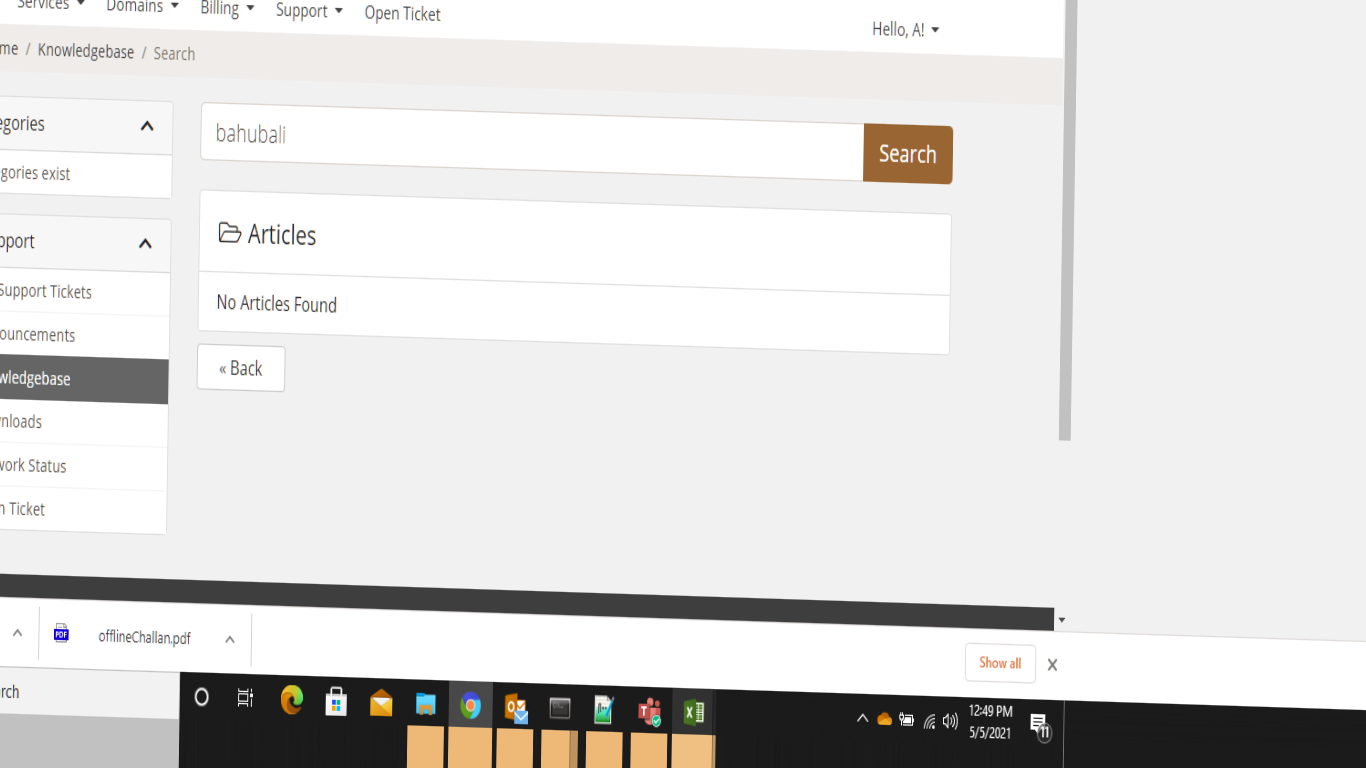 Services Domains Billing Support Open Ticket
Hello, A!
me / Knowledgebase / Search
egories
gories exist
pport
Support Tickets
ouncements
wledgebase
nloads
work Status
n Ticket
bahubali
Search
Articles
No Articles Found
« Back
PDF offlineChallan.pdf
Show all
rch
12:49 PM
5/5/2021
11